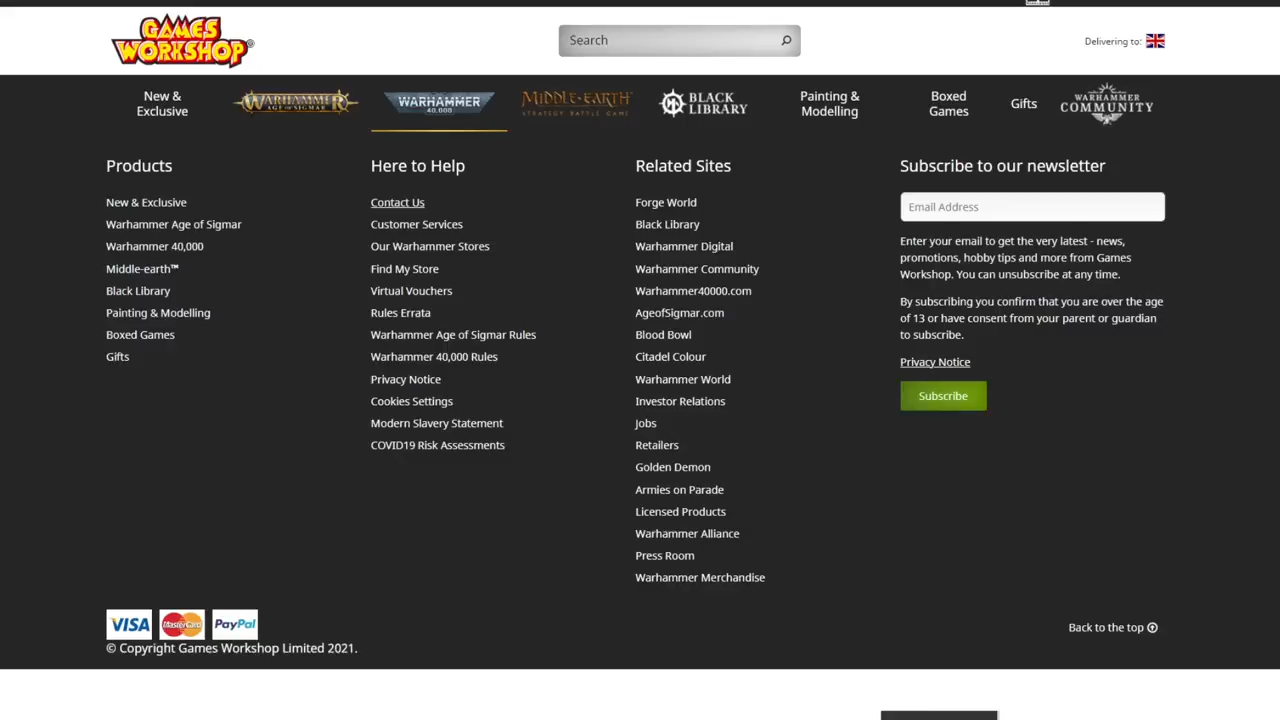 GAMES
WORKSHOP®
Search
Delivering to:
New &
Exclusive
WARHAMMER
AGE OF SIGMAR
WARHAMMER
40,000
MIDDLE-EARTH
STRATEGY BATTLE GAME
BLACK
LIBRARY
Painting &
Modelling
Boxed
Games
Gifts
WARHAMMER
COMMUNITY
Products
New & Exclusive
Warhammer Age of Sigmar
Warhammer 40,000
Middle-earth™
Black Library
Painting & Modelling
Boxed Games
Gifts
Here to Help
Contact Us
Customer Services
Our Warhammer Stores
Find My Store
Virtual Vouchers
Rules Errata
Warhammer Age of Sigmar Rules
Warhammer 40,000 Rules
Privacy Notice
Cookies Settings
Modern Slavery Statement
COVID19 Risk Assessments
Related Sites
Forge World
Black Library
Warhammer Digital
Warhammer Community
Warhammer40000.com
AgeofSigmar.com
Blood Bowl
Citadel Colour
Warhammer World
Investor Relations
Jobs
Retailers
Golden Demon
Armies on Parade
Licensed Products
Warhammer Alliance
Press Room
Warhammer Merchandise
Subscribe to our newsletter
Email Address
Enter your email to get the very latest - news,
promotions, hobby tips and more from Games
Workshop. You can unsubscribe at any time.
By subscribing you confirm that you are over the age
of 13 or have consent from your parent or guardian
to subscribe.
Privacy Notice
Subscribe
VISA
MasterCard
PayPal
Back to the top
© Copyright Games Workshop Limited 2021.